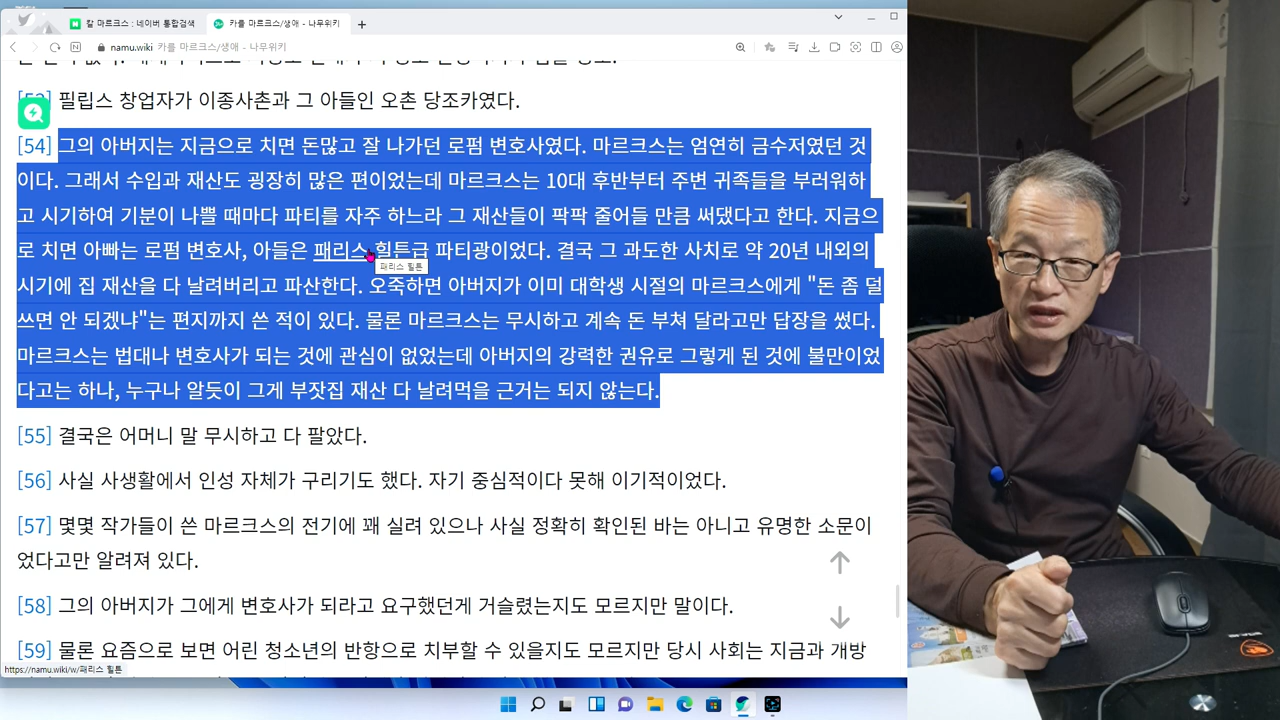 칼 마르크스 : 네이버 통합검색
카를 마르크스/생애 - 나무위키
namu.wiki 카를 마르크스/생애 - 나무위키
필립스 창업자가 이종사촌과 그 아들인 오촌 당조카였다.
[54] 그의 아버지는 지금으로 치면 돈많고 잘 나가던 로펌 변호사였다. 마르크스는 엄연히 금수저였던 것
이다. 그래서 수입과 재산도 굉장히 많은 편이었는데 마르크스는 10대 후반부터 주변 귀족들을 부러워하
고 시기하여 기분이 나쁠 때마다 파티를 자주 하느라 그 재산들이 팍팍 줄어들 만큼 써댔다고 한다. 지금으
로 치면 아빠는 로펌 변호사, 아들은 패리스 힐튼급 파티광이었다. 결국 그 과도한 사치로 약 20년 내외의
패리스 힐튼
시기에 집 재산을 다 날려버리고 파산한다. 오죽하면 아버지가 이미 대학생 시절의 마르크스에게 "돈 좀 덜
쓰면 안 되겠냐"는 편지까지 쓴 적이 있다. 물론 마르크스는 무시하고 계속 돈 부쳐 달라고만 답장을 썼다.
마르크스는 법대나 변호사가 되는 것에 관심이 없었는데 아버지의 강력한 권유로 그렇게 된 것에 불만이었
다고는 하나, 누구나 알듯이 그게 부잣집 재산 다 날려먹을 근거는 되지 않는다.
[55] 결국은 어머니 말 무시하고 다 팔았다.
[56] 사실 사생활에서 인성 자체가 구리기도 했다. 자기 중심적이다 못해 이기적이었다.
[57] 몇몇 작가들이 쓴 마르크스의 전기에 꽤 실려 있으나 사실 정확히 확인된 바는 아니고 유명한 소문이
었다고만 알려져 있다.
[58] 그의 아버지가 그에게 변호사가 되라고 요구했던게 거슬렸는지도 모르지만 말이다.
[59] 물론 요즘으로 보면 어린 청소년의 반항으로 치부할 수 있을지도 모르지만 당시 사회는 지금과 개방
https://namu.wiki/w/패리스 힐튼